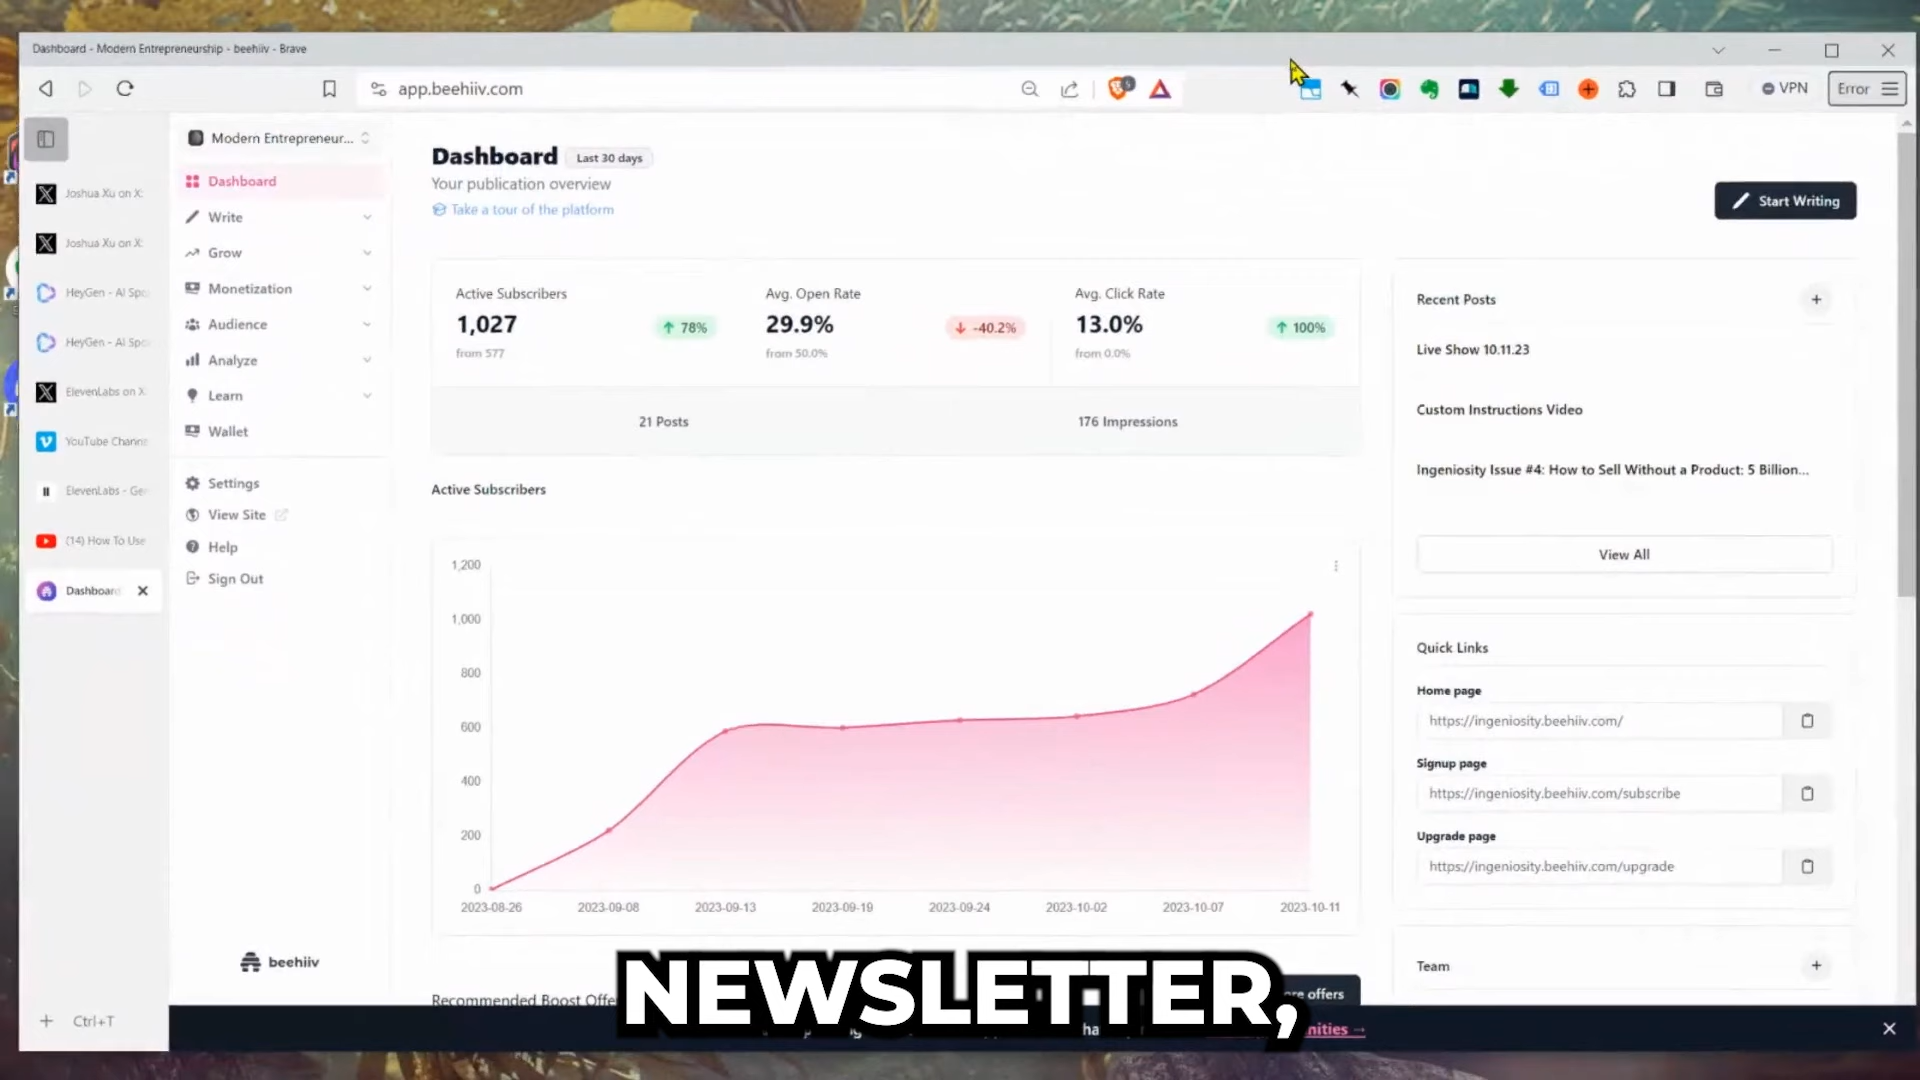 Dashboard - Modern Entrepreneurship - beehiiv - Brave
app.beehiiv.com
5
VPN
Error
Joshua Xu on X:
Joshua Xu on X:
HeyGen - AI Spo
HeyGen - AI Spo
ElevenLabs on X
YouTube Chann
ElevenLabs - Ge
(14) How To Use
Dashboar
Ctrl+T
Modern Entrepreneur...
Dashboard
Write
Grow
Monetization
Audience
Analyze
Learn
Wallet
Settings
View Site
Help
Sign Out
beehiiv
Dashboard
Last 30 days
Your publication overview
Take a tour of the platform
Start Writing
Active Subscribers
1,027
78%
from 577
Avg. Open Rate
29.9%
-40.2%
from 50.0%
Avg. Click Rate
13.0%
100%
from 0.0%
21 Posts
176 Impressions
Active Subscribers
1,200
1,000
800
600
400
200
0
2023-08-26
2023-09-08
2023-09-13
2023-09-19
2023-09-24
2023-10-02
2023-10-07
2023-10-11
Recent Posts
Live Show 10.11.23
Custom Instructions Video
Ingeniosity Issue #4: How to Sell Without a Product: 5 Billion...
View All
Quick Links
Home page
https://ingeniosity.beehiiv.com/
Signup page
https://ingeniosity.beehiiv.com/subscribe
Upgrade page
https://ingeniosity.beehiiv.com/upgrade
Team
Recommended Boost Offe
ore offers
NEWSLETTER,
nities →